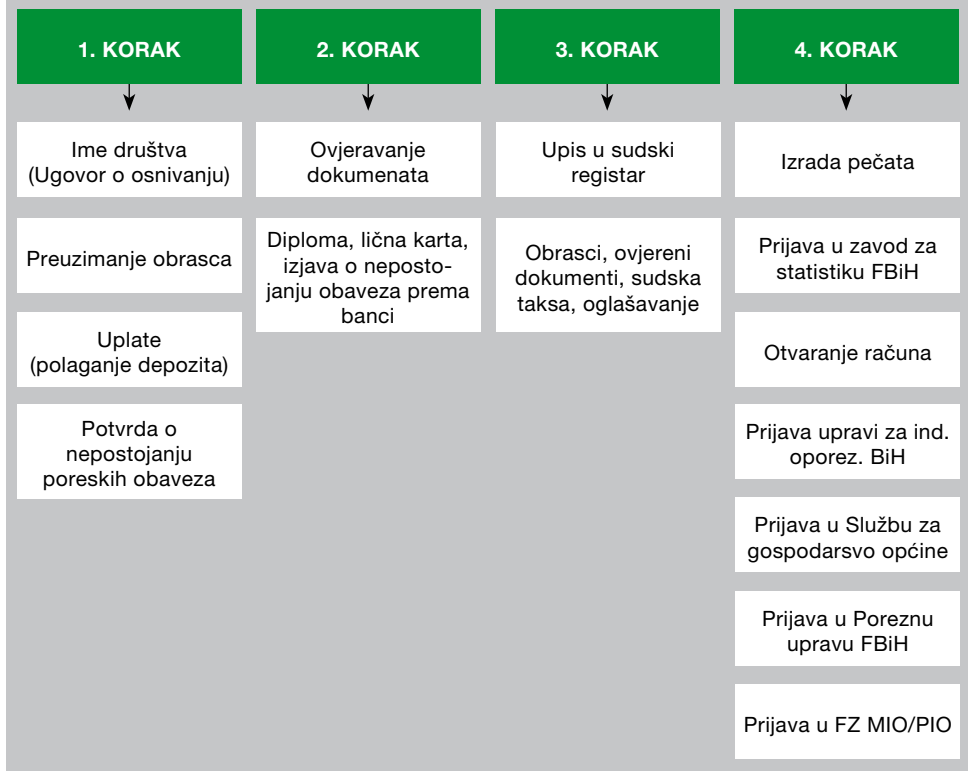 1. KORAK
Ime društva
(Ugovor o osnivanju)
Preuzimanje obrasca
Uplate
(polaganje depozita)
Potvrda o
nepostojanju
poreskih obaveza
2. KORAK
Ovjeravanje
dokumenata
Diploma, lična karta,
izjava o neposto-
janju obaveza prema
banci
3. KORAK
Upis u sudski
registar
Obrasci, ovjereni
dokumenti, sudska
taksa, oglašavanje
4. KORAK
Izrada pečata
Prijava u zavod za
statistiku FBiH
Otvaranje računa
Prijava upravi za ind.
oporez. BiH
Prijava u Službu za
gospodarsvo općine
Prijava u Poreznu
upravu FBiH
Prijava u FZ MIO/PIO